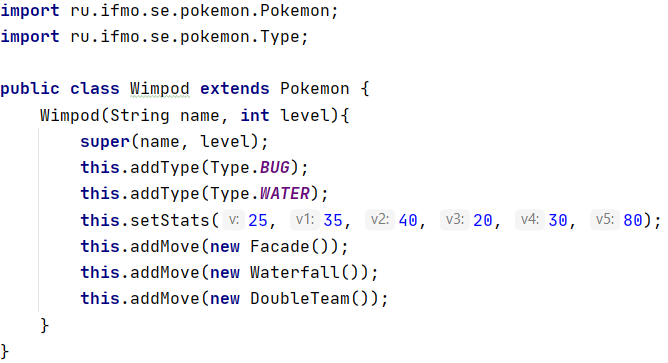 import ru.ifmo.se.pokemon.Pokemon;
import ru.ifmo.se.pokemon.Type;

public class Wimpod extends Pokemon {
    Wimpod(String name, int level){
        super(name, level);
        this.addType(Type.BUG);
        this.addType(Type.WATER);
        this.setStats( v: 25, v1: 35, v2: 40, v3: 20, v4: 30, v5: 80);
        this.addMove(new Facade());
        this.addMove(new Waterfall());
        this.addMove(new DoubleTeam());
    }
}